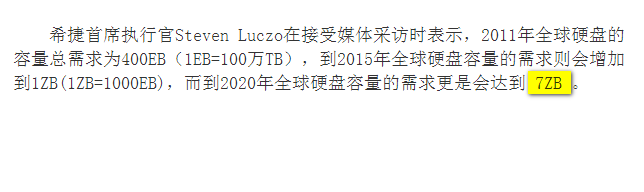 希捷首席执行官Steven Luczo在接受媒体采访时表示，2011年全球硬盘的
容量总需求为400EB（1EB=100万TB），到2015年全球硬盘容量的需求则会增加
到1ZB(1ZB=1000EB)，而到2020年全球硬盘容量的需求更是会达到 7ZB 。